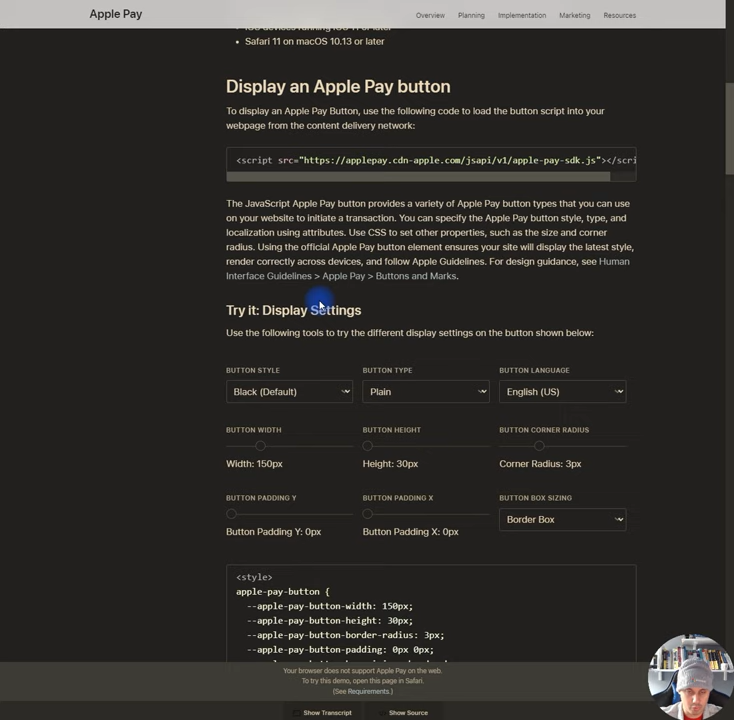 Apple Pay
Overview
Planning
Implementation
Marketing
Resources
iOS devices running iOS 11 or later
Safari 11 on macOS 10.13 or later
Display an Apple Pay button
To display an Apple Pay Button, use the following code to load the button script into your
webpage from the content delivery network:
<script src="https://applepay.cdn-apple.com/jsapi/v1/apple-pay-sdk.js"></scri
The JavaScript Apple Pay button provides a variety of Apple Pay button types that you can use
on your website to initiate a transaction. You can specify the Apple Pay button style, type, and
localization using attributes. Use CSS to set other properties, such as the size and corner
radius. Using the official Apple Pay button element ensures your site will display the latest style,
render correctly across devices, and follow Apple Guidelines. For design guidance, see Human
Interface Guidelines > Apple Pay > Buttons and Marks.
Try it: Display Settings
Use the following tools to try the different display settings on the button shown below:
BUTTON STYLE
BUTTON TYPE
BUTTON LANGUAGE
Black (Default)
Plain
English (US)
BUTTON WIDTH
BUTTON HEIGHT
BUTTON CORNER RADIUS
Width: 150px
Height: 30px
Corner Radius: 3px
BUTTON PADDING Y
BUTTON PADDING X
BUTTON BOX SIZING
Border Box
Button Padding Y: 0px
Button Padding X: 0px
<style>
apple-pay-button {
--apple-pay-button-width: 150px;
--apple-pay-button-height: 30px;
--apple-pay-button-border-radius: 3px;
--apple-pay-button-padding: 0px 0px;
Your browser does not support Apple Pay on the web.
To try this demo, open this page in Safari.
(See Requirements.)
Show Transcript
Show Source